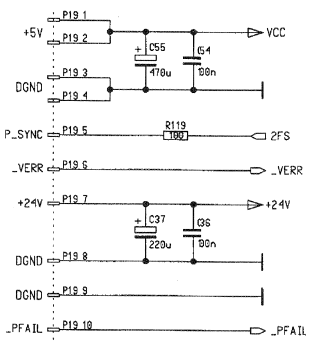 P19 1
+5V
VCC
P19 2
+ C55
C54
470u
100n
P19 3
DGND
P19 4
R119
P_SYNC P19 5
100
2FS
_VERR P19 6
_VERR
+24V P19 7
+24V
+ C37
C36
220u
100n
DGND P19 8
DGND P19 9
_PFAIL P19 10
_PFAIL